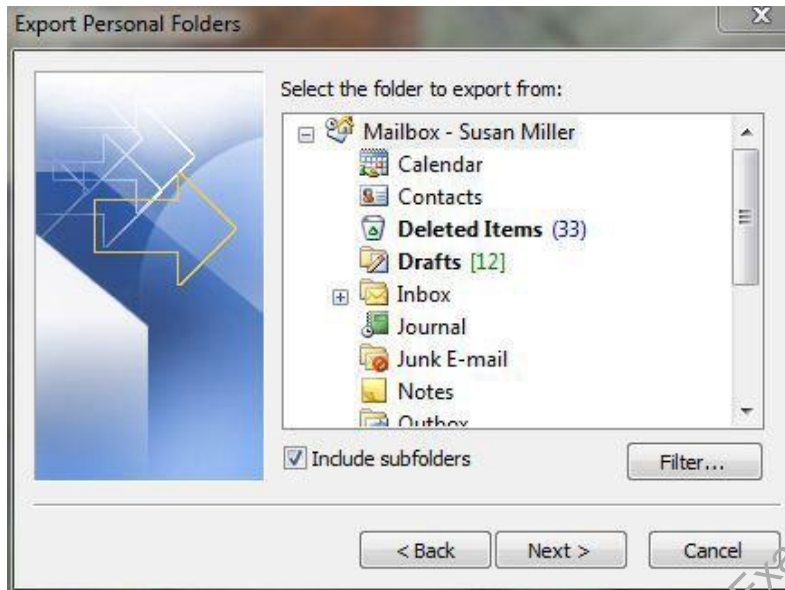 Export Personal Folders
X
Select the folder to export from:
Mailbox - Susan Miller
Calendar
Contacts
Deleted Items (33)
Drafts [12]
Inbox
Journal
Junk E-mail
Notes
Outbox
Include subfolders
Filter...
< Back
Next >
Cancel